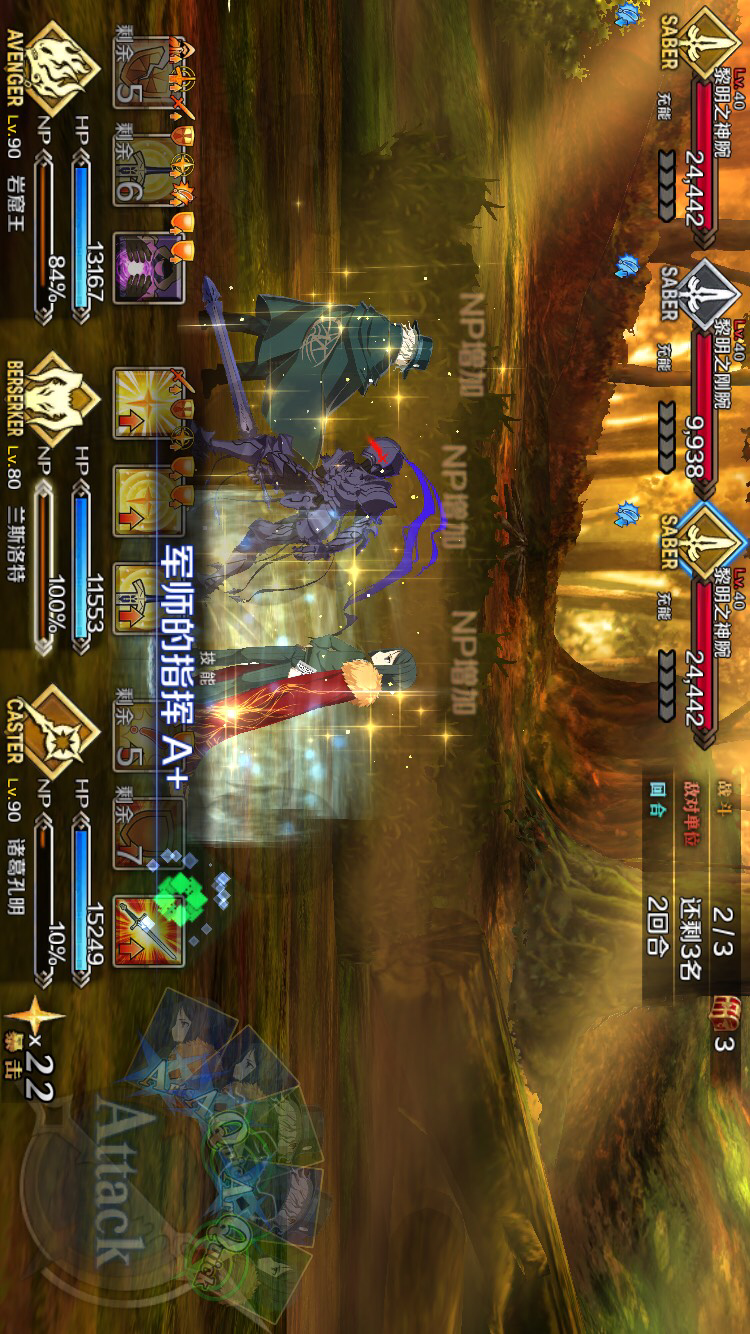 Lv.40
黎明之神腕
SABER
24,442
充能
Lv.40
黎明之刚腕
SABER
9,938
充能
Lv.40
黎明之神腕
SABER
24,442
充能
战斗 2/3
敌对单位 还剩3名
回合 2回合
3
NP增加
NP增加
NP增加
技能
军师的指挥 A+
剩余 5
剩余 6
剩余 5
剩余 7
HP 13167
NP 84%
AVENGER Lv.90 岩窟王
HP 11553
NP 100%
BERSERKER Lv.80 兰斯洛特
HP 15249
NP 10%
CASTER Lv.90 诸葛孔明
x22
暴击
Attack
Quick